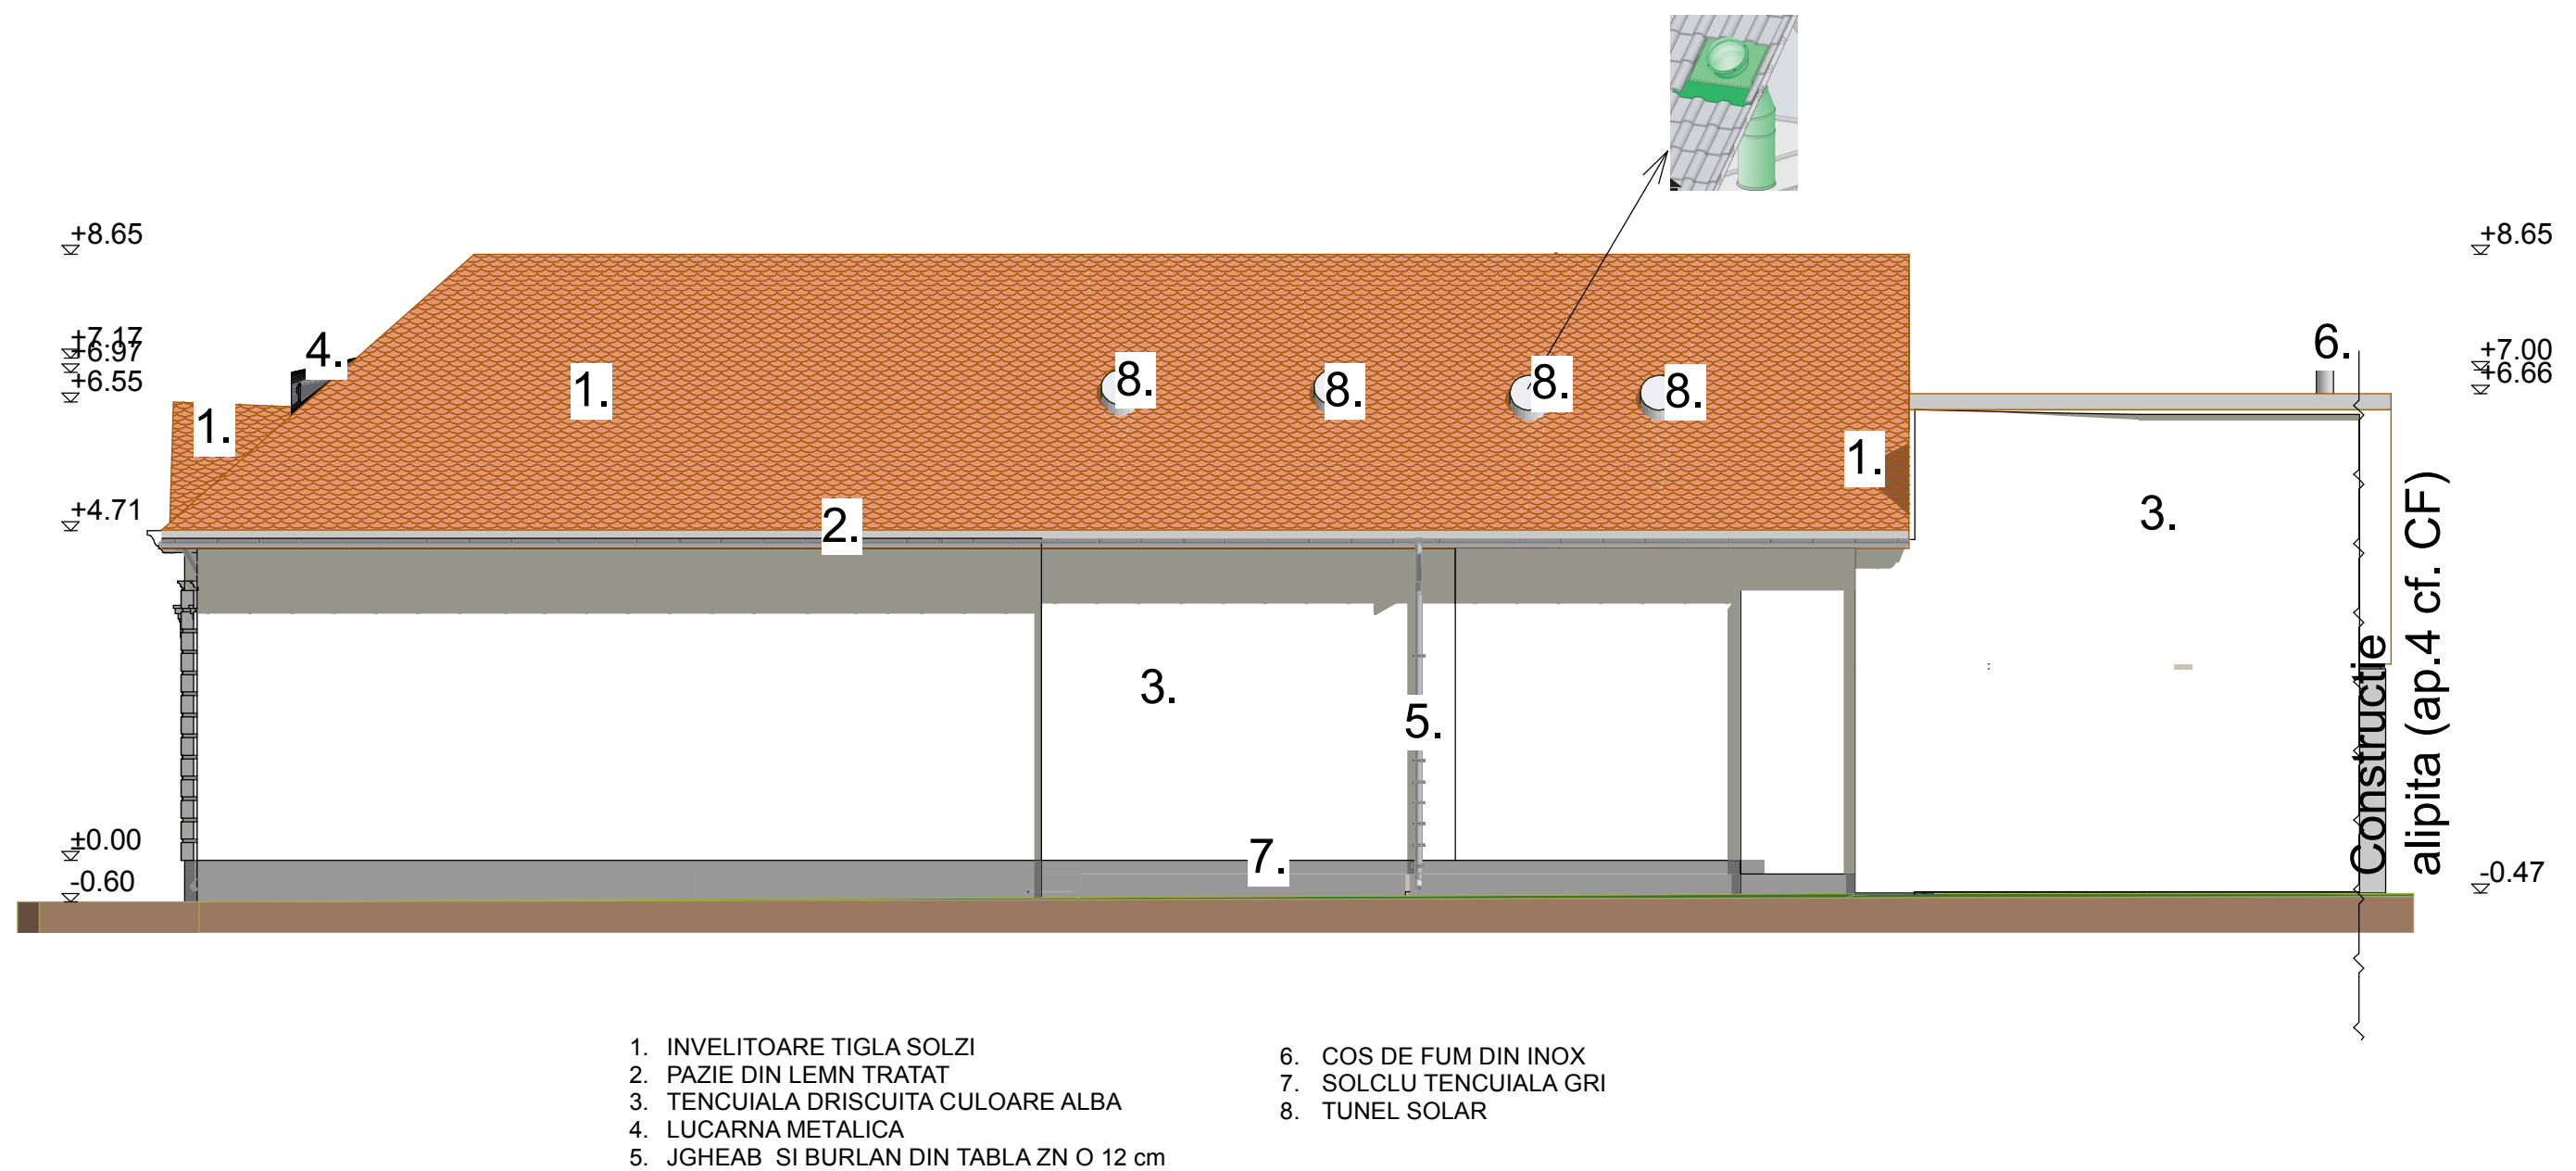 +8.65
+8.65
+7.17
+6.97
+6.55
4.
6.
+7.00
+6.66
1.
1.
8.
8.
8.
8.
1.
+4.71
2.
3.
3.
5.
Constructie
alipita (ap.4 cf. CF)
±0.00
-0.60
7.
-0.47
1. INVELITOARE TIGLA SOLZI
2. PAZIE DIN LEMN TRATAT
3. TENCUIALA DRISCUITA CULOARE ALBA
4. LUCARNA METALICA
5. JGHEAB SI BURLAN DIN TABLA ZN O 12 cm
6. COS DE FUM DIN INOX
7. SOLCLU TENCUIALA GRI
8. TUNEL SOLAR